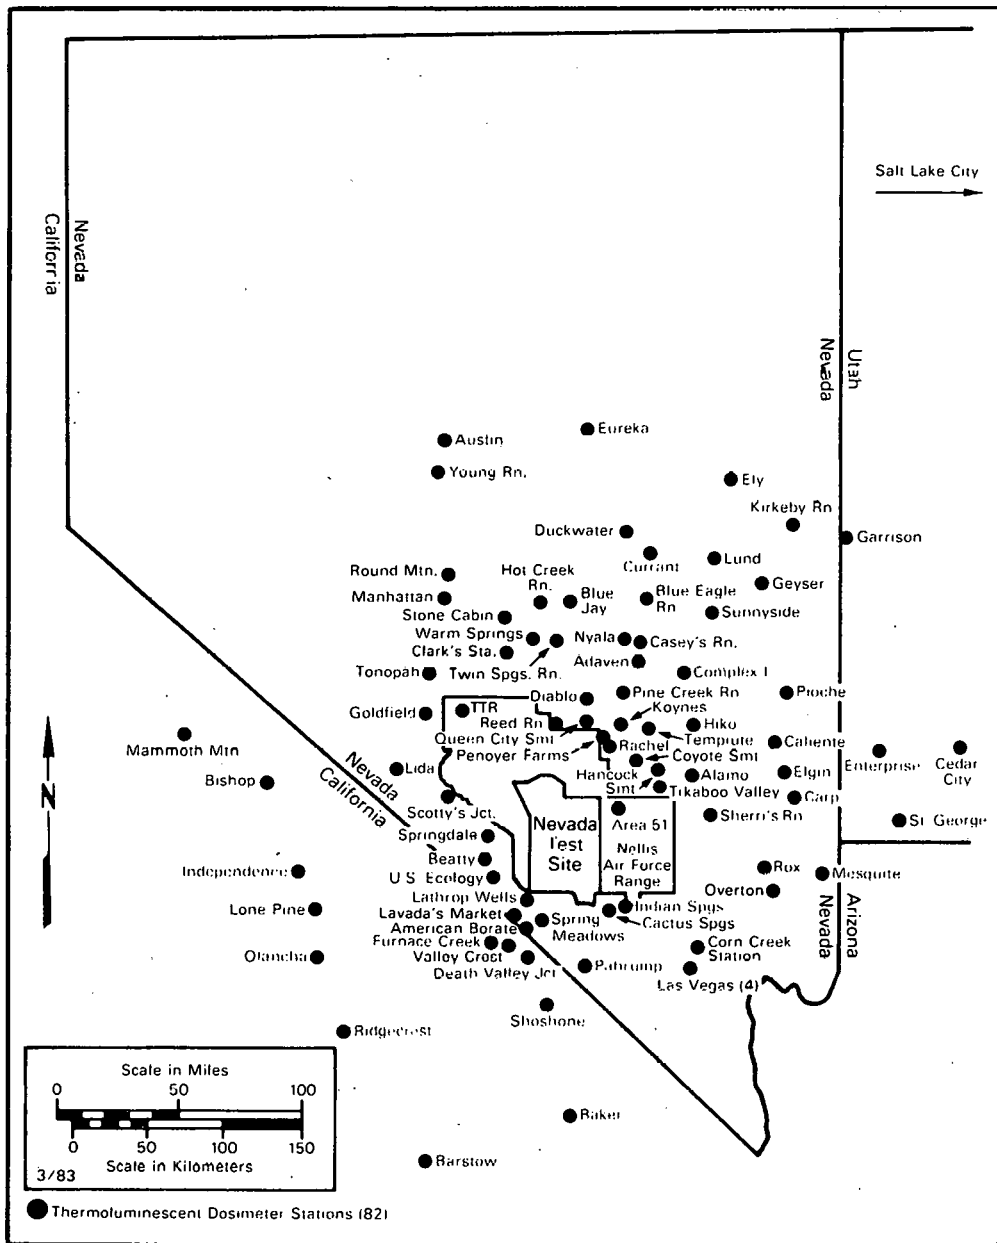 Salt Lake City
Nevada
California
Nevada
Utah
Austin
Eureka
Young Rn.
Ely
Kirkeby Rn
Duckwater
Garrison
Currant
Lund
Round Mtn.
Hot Creek
Rn.
Geyser
Manhattan
Blue
Jay
Blue Eagle
Rn
Sunnyside
Stone Cabin
Warm Springs
Nyala
Casey's Rn.
Clark's Sta.
Adaven
Tonopah
Twin Spgs. Rn.
Complex I
Diablo
Pine Creek Rn
Pioche
Goldfield
TTR
Koynes
Reed Rn
Hiko
Queen City Smt
Tempiute
Mammoth Mtn
Penoyer Farms
Rachel
Caliente
Coyote Smt
Enterprise
Cedar
City
Nevada
California
Lida
Hancock
Smt
Alamo
Elgin
Bishop
Tikaboo Valley
Carp
Scotty's Jct.
Area 51
Sherri's Rn
St George
Springdale
Nevada
Test
Site
Nellis
Air Force
Range
Beatty
Rox
Mesquite
Independence
U.S. Ecology
Overton
Lathrop Wells
Indian Spgs
Lone Pine
Lavada's Market
Spring
Meadows
Cactus Spgs
American Borate
Arizona
Nevada
Furnace Creek
Corn Creek
Station
Olancha
Valley Crest
Death Valley Jct
Pahrump
Las Vegas (4)
Shoshone
Ridgecrest
Baker
Barstow
N
Scale in Miles
0 50 100
0 50 100 150
Scale in Kilometers
3/83
Thermoluminescent Dosimeter Stations (82)